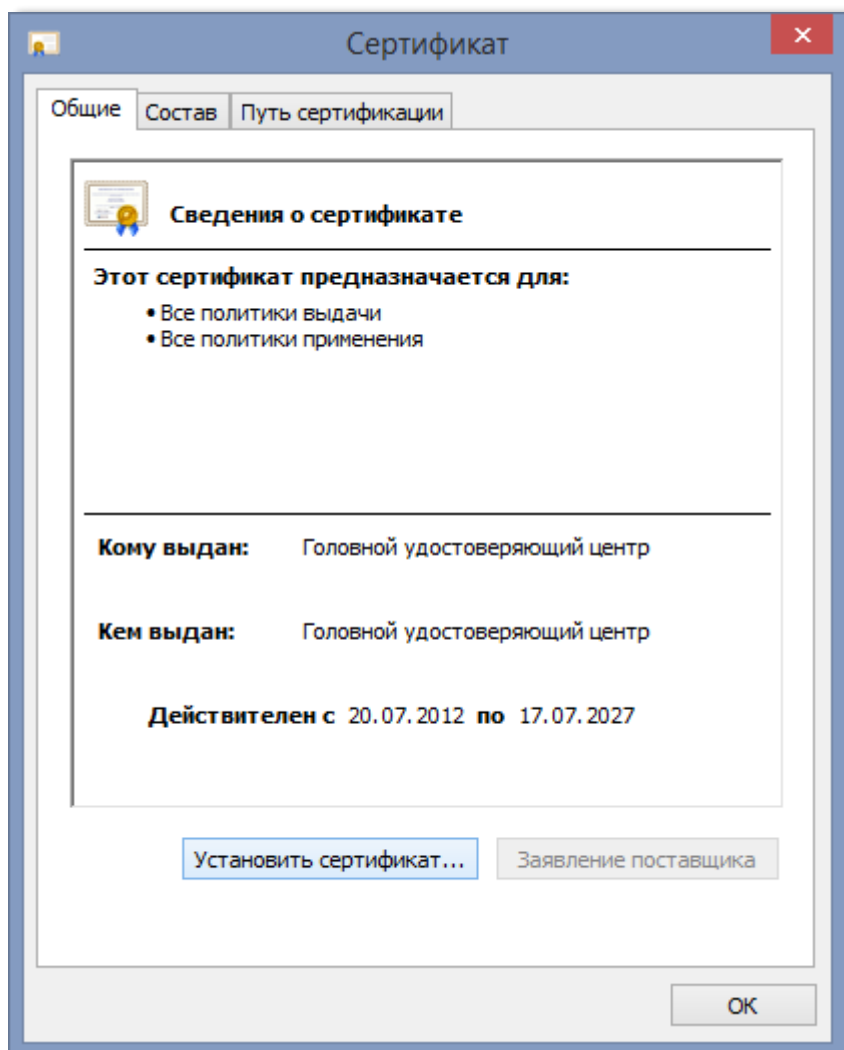 Сертификат
Общие Состав Путь сертификации
Сведения о сертификате
Этот сертификат предназначается для:
• Все политики выдачи
• Все политики применения
Кому выдан: Головной удостоверяющий центр
Кем выдан: Головной удостоверяющий центр
Действителен с 20.07.2012 по 17.07.2027
Установить сертификат... Заявление поставщика
ОК